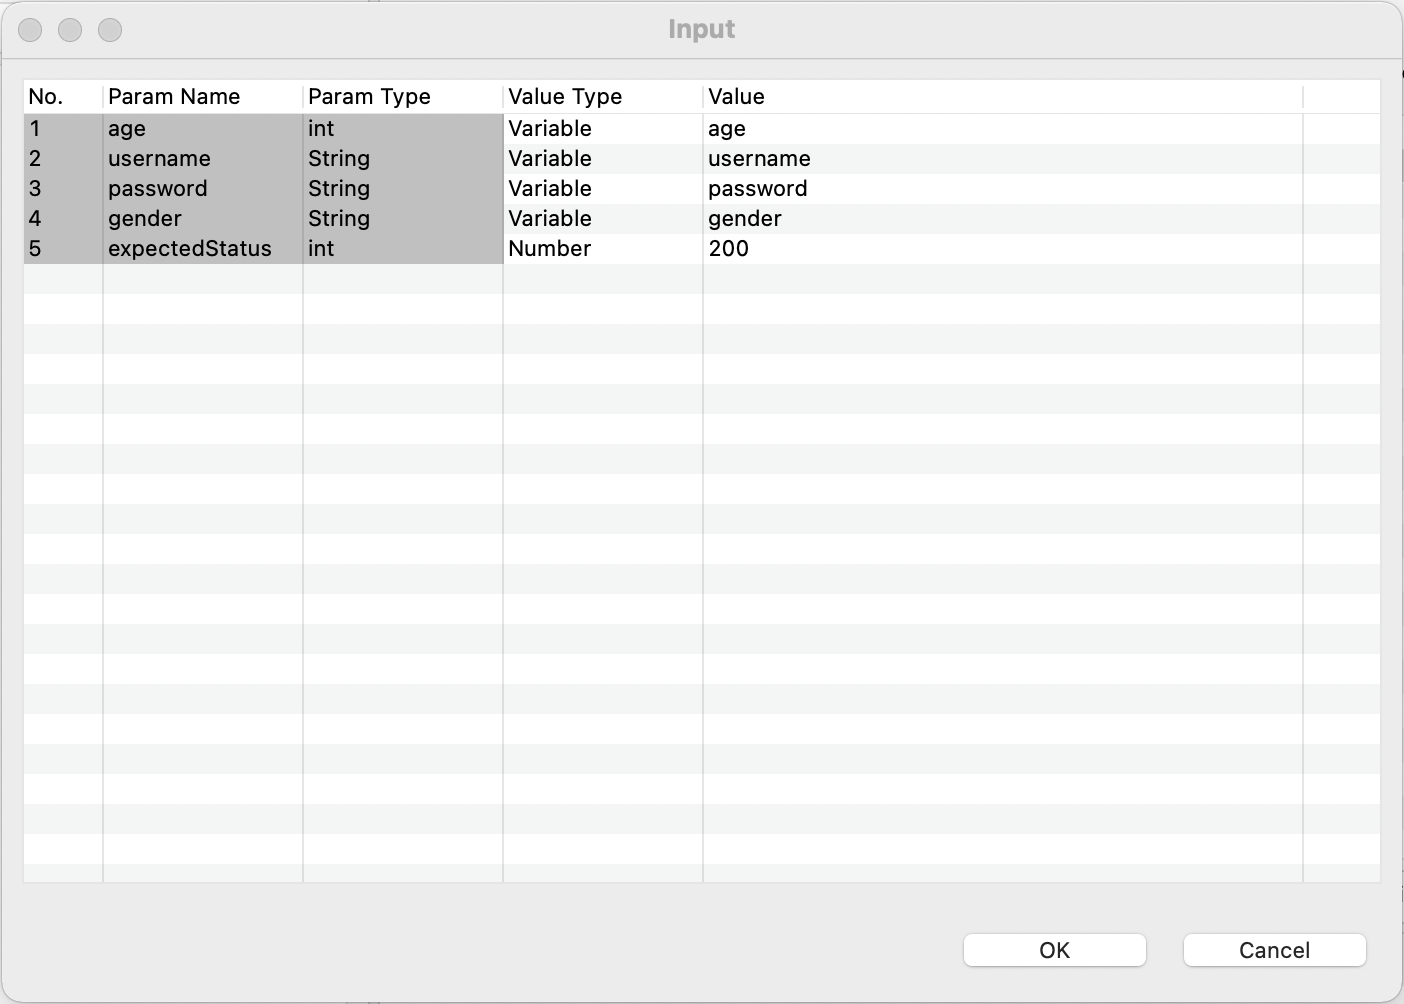 Input
No. Param Name Param Type Value Type Value
1 age int Variable age
2 username String Variable username
3 password String Variable password
4 gender String Variable gender
5 expectedStatus int Number 200
OK Cancel